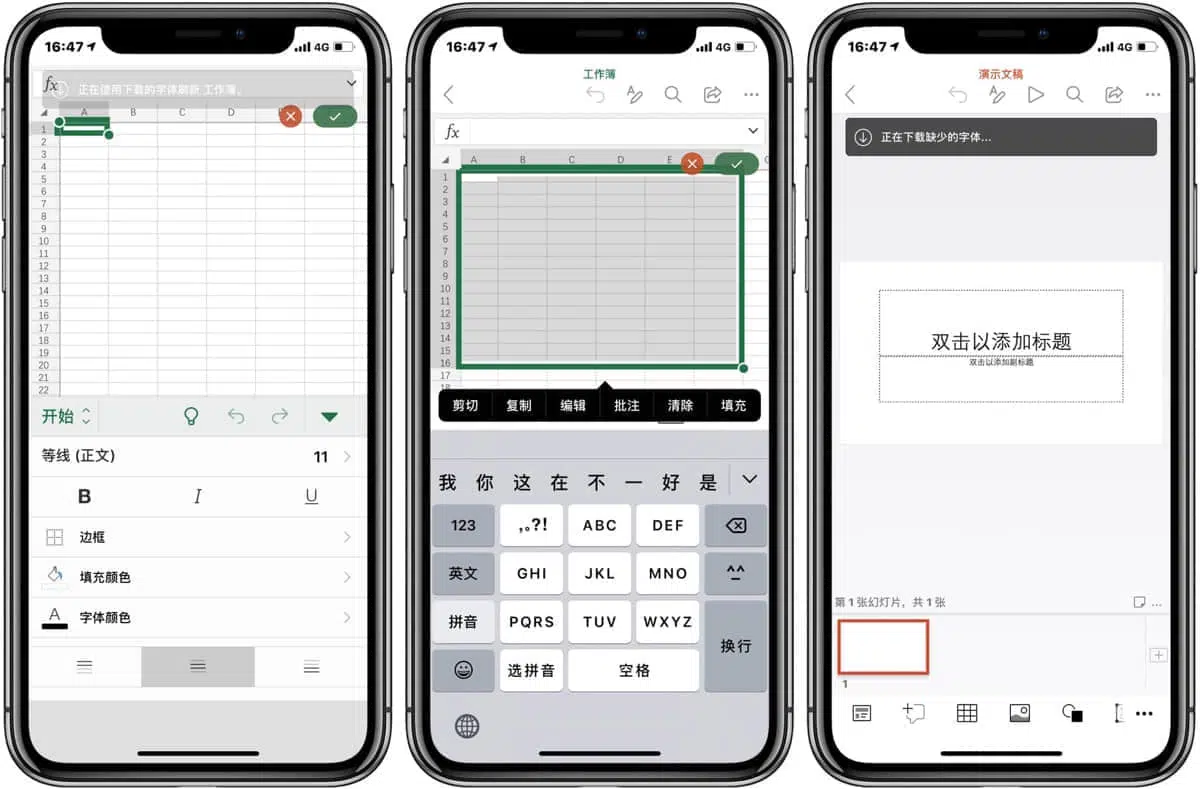 16:47
4G
fx
正在使用下载的字体刷新 工作簿。
A B C D
1
2
3
4
5
6
7
8
9
10
11
12
13
14
15
16
17
18
19
20
21
22
开始
等线 (正文) 11
B I U
边框
填充颜色
A 字体颜色
16:47
4G
工作簿
fx
A B C D E
1
2
3
4
5
6
7
8
9
10
11
12
13
14
15
16
17
18
剪切 复制 编辑 批注 清除 填充
我 你 这 在 不 一 好 是
123 ,。?! ABC DEF
英文 GHI JKL MNO ^^
拼音 PQRS TUV WXYZ
换行
选拼音 空格
16:47
4G
演示文稿
正在下载缺少的字体...
双击以添加标题
双击以添加副标题
第 1 张幻灯片，共 1 张
1